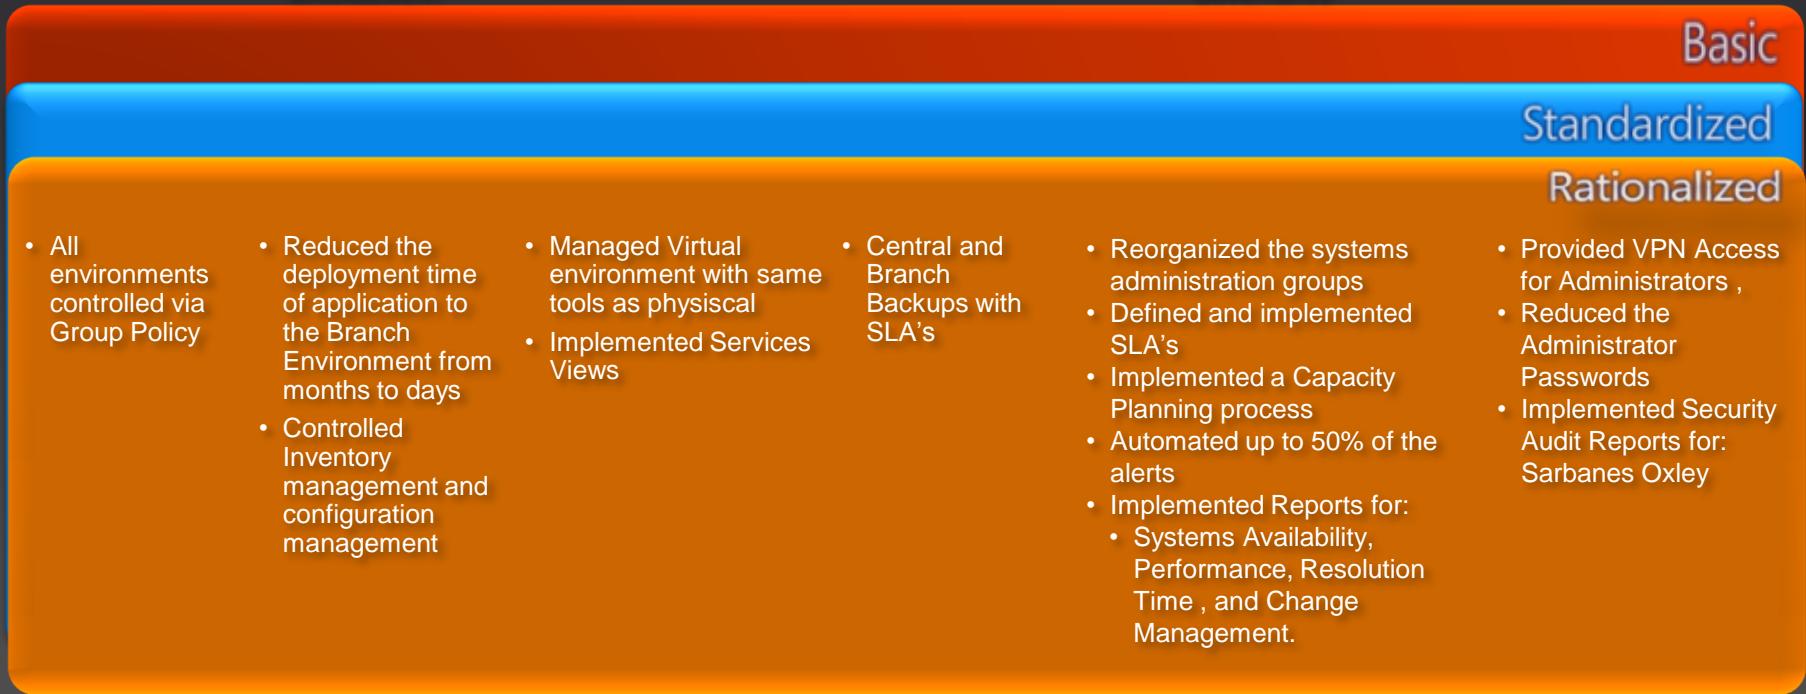 Basic
Standardized
Rationalized
• All
environments
controlled via
Group Policy
• Reduced the
deployment time
of application to
the Branch
Environment from
months to days
• Controlled
Inventory
management and
configuration
management
• Managed Virtual
environment with same
tools as physiscal
• Implemented Services
Views
• Central and
Branch
Backups with
SLA’s
• Reorganized the systems
administration groups
• Defined and implemented
SLA’s
• Implemented a Capacity
Planning process
• Automated up to 50% of the
alerts
• Implemented Reports for:
• Systems Availability,
Performance, Resolution
Time , and Change
Management.
• Provided VPN Access
for Administrators ,
• Reduced the
Administrator
Passwords
• Implemented Security
Audit Reports for:
Sarbanes Oxley